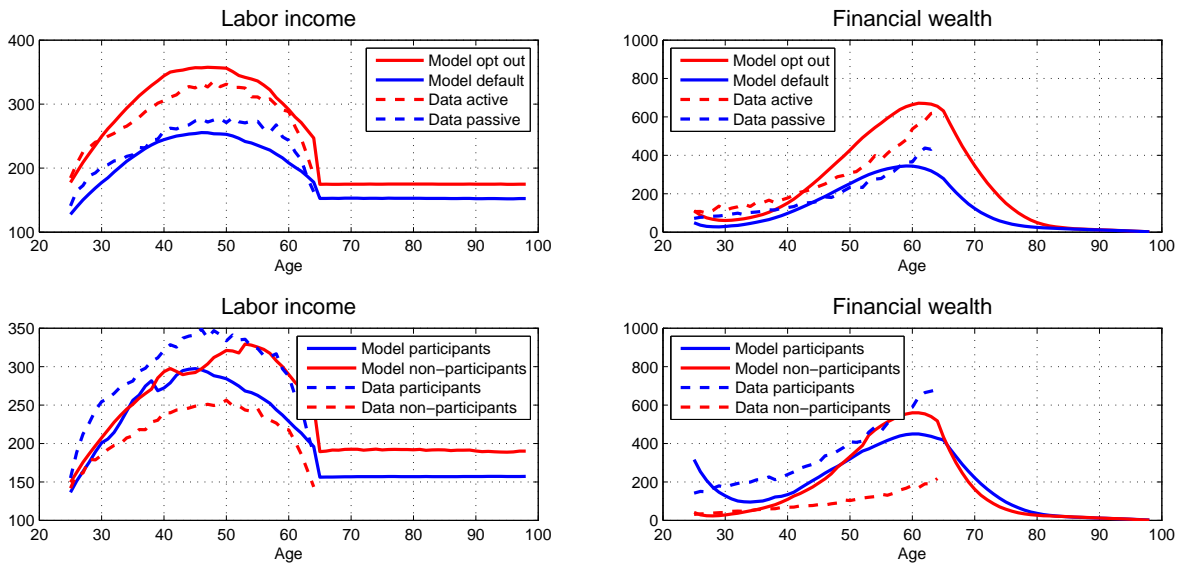 Labor income
400
300
200
100
20 30 40 50 60 70 80 90 100
Age
Model opt out
Model default
Data active
Data passive
Financial wealth
1000
800
600
400
200
0
20 30 40 50 60 70 80 90 100
Age
Model opt out
Model default
Data active
Data passive
Labor income
350
300
250
200
150
100
20 30 40 50 60 70 80 90 100
Age
Model participants
Model non−participants
Data participants
Data non−participants
Financial wealth
1000
800
600
400
200
0
20 30 40 50 60 70 80 90 100
Age
Model participants
Model non−participants
Data participants
Data non−participants